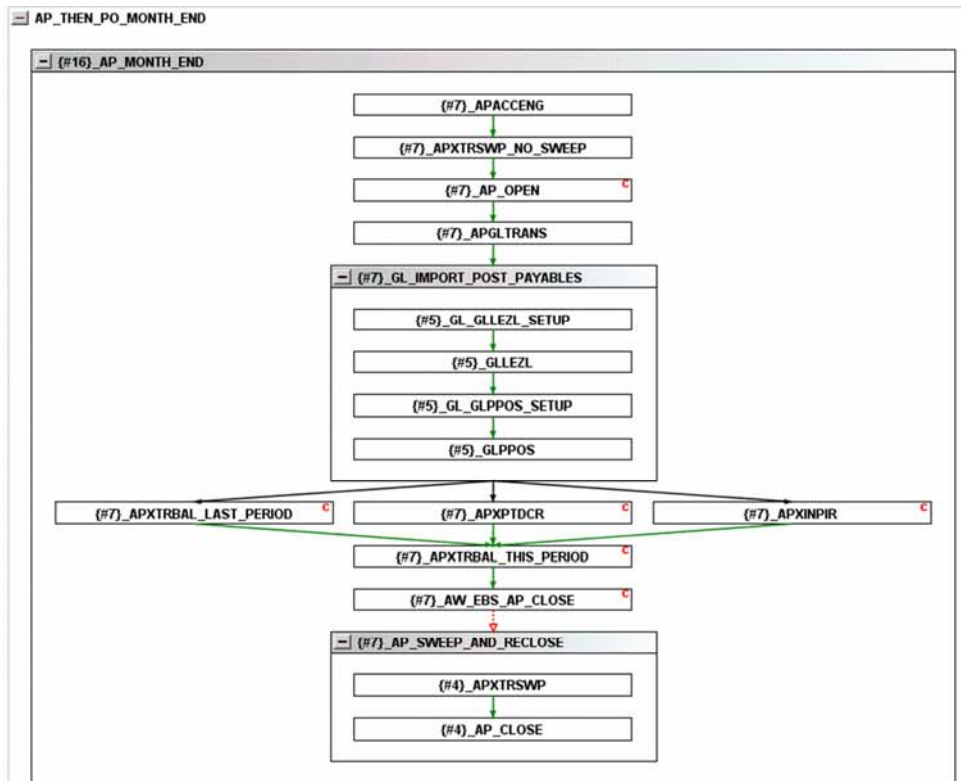 AP_THEN_PO_MONTH_END
{#16}_AP_MONTH_END
{#7}_APACCENG
{#7}_APXTRSWP_NO_SWEEP
{#7}_AP_OPEN C
{#7}_APGLTRANS
{#7}_GL_IMPORT_POST_PAYABLES
{#5}_GL_GLLEZL_SETUP
{#5}_GLLEZL
{#5}_GL_GLPPOS_SETUP
{#5}_GLPPOS
{#7}_APXTRBAL_LAST_PERIOD C {#7}_APXPTDCR C {#7}_APXINPIR C
{#7}_APXTRBAL_THIS_PERIOD C
{#7}_AW_EBS_AP_CLOSE C
{#7}_AP_SWEEP_AND_RECLOSE
{#4}_APXTRSWP
{#4}_AP_CLOSE